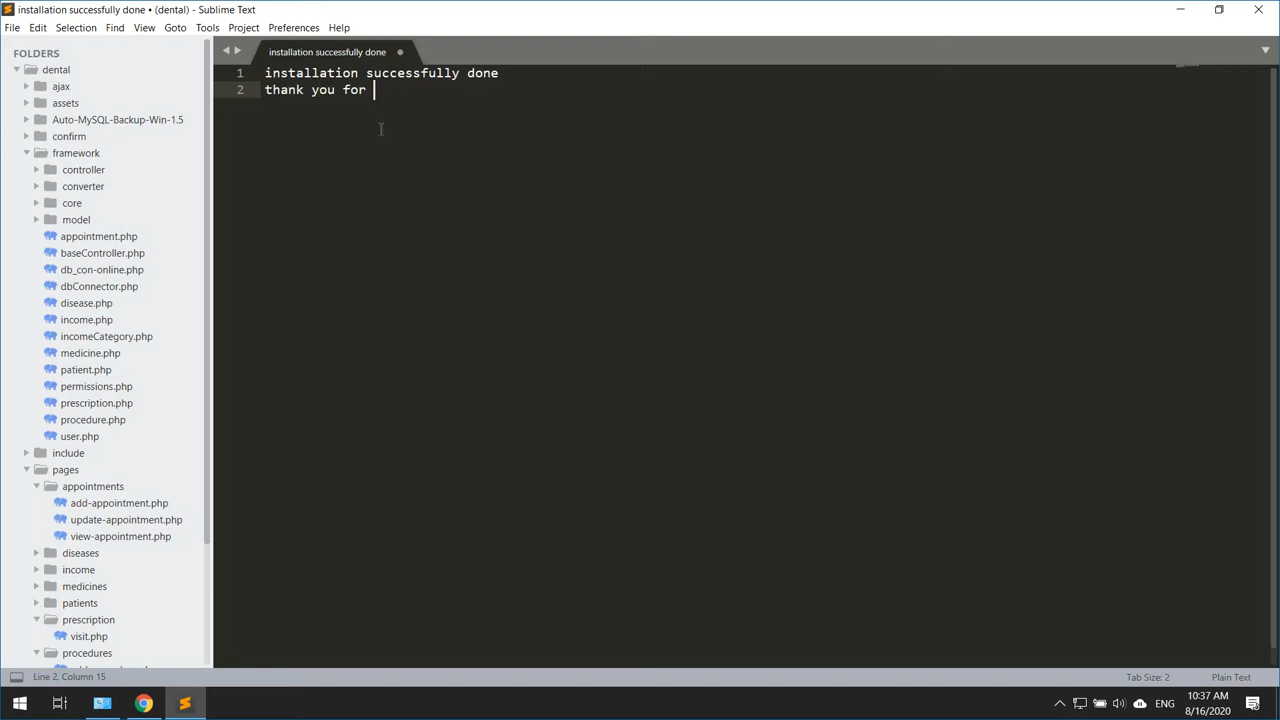 installation successfully done • (dental) - Sublime Text
File Edit Selection Find View Goto Tools Project Preferences Help
FOLDERS
dental
ajax
assets
Auto-MySQL-Backup-Win-1.5
confirm
framework
controller
converter
core
model
appointment.php
baseController.php
db_con-online.php
dbConnector.php
disease.php
income.php
incomeCategory.php
medicine.php
patient.php
permissions.php
prescription.php
procedure.php
user.php
include
pages
appointments
add-appointment.php
update-appointment.php
view-appointment.php
diseases
income
medicines
patients
prescription
visit.php
procedures
installation successfully done
1 installation successfully done
2 thank you for
Line 2, Column 15
Tab Size: 2
Plain Text
ENG
10:37 AM
8/16/2020